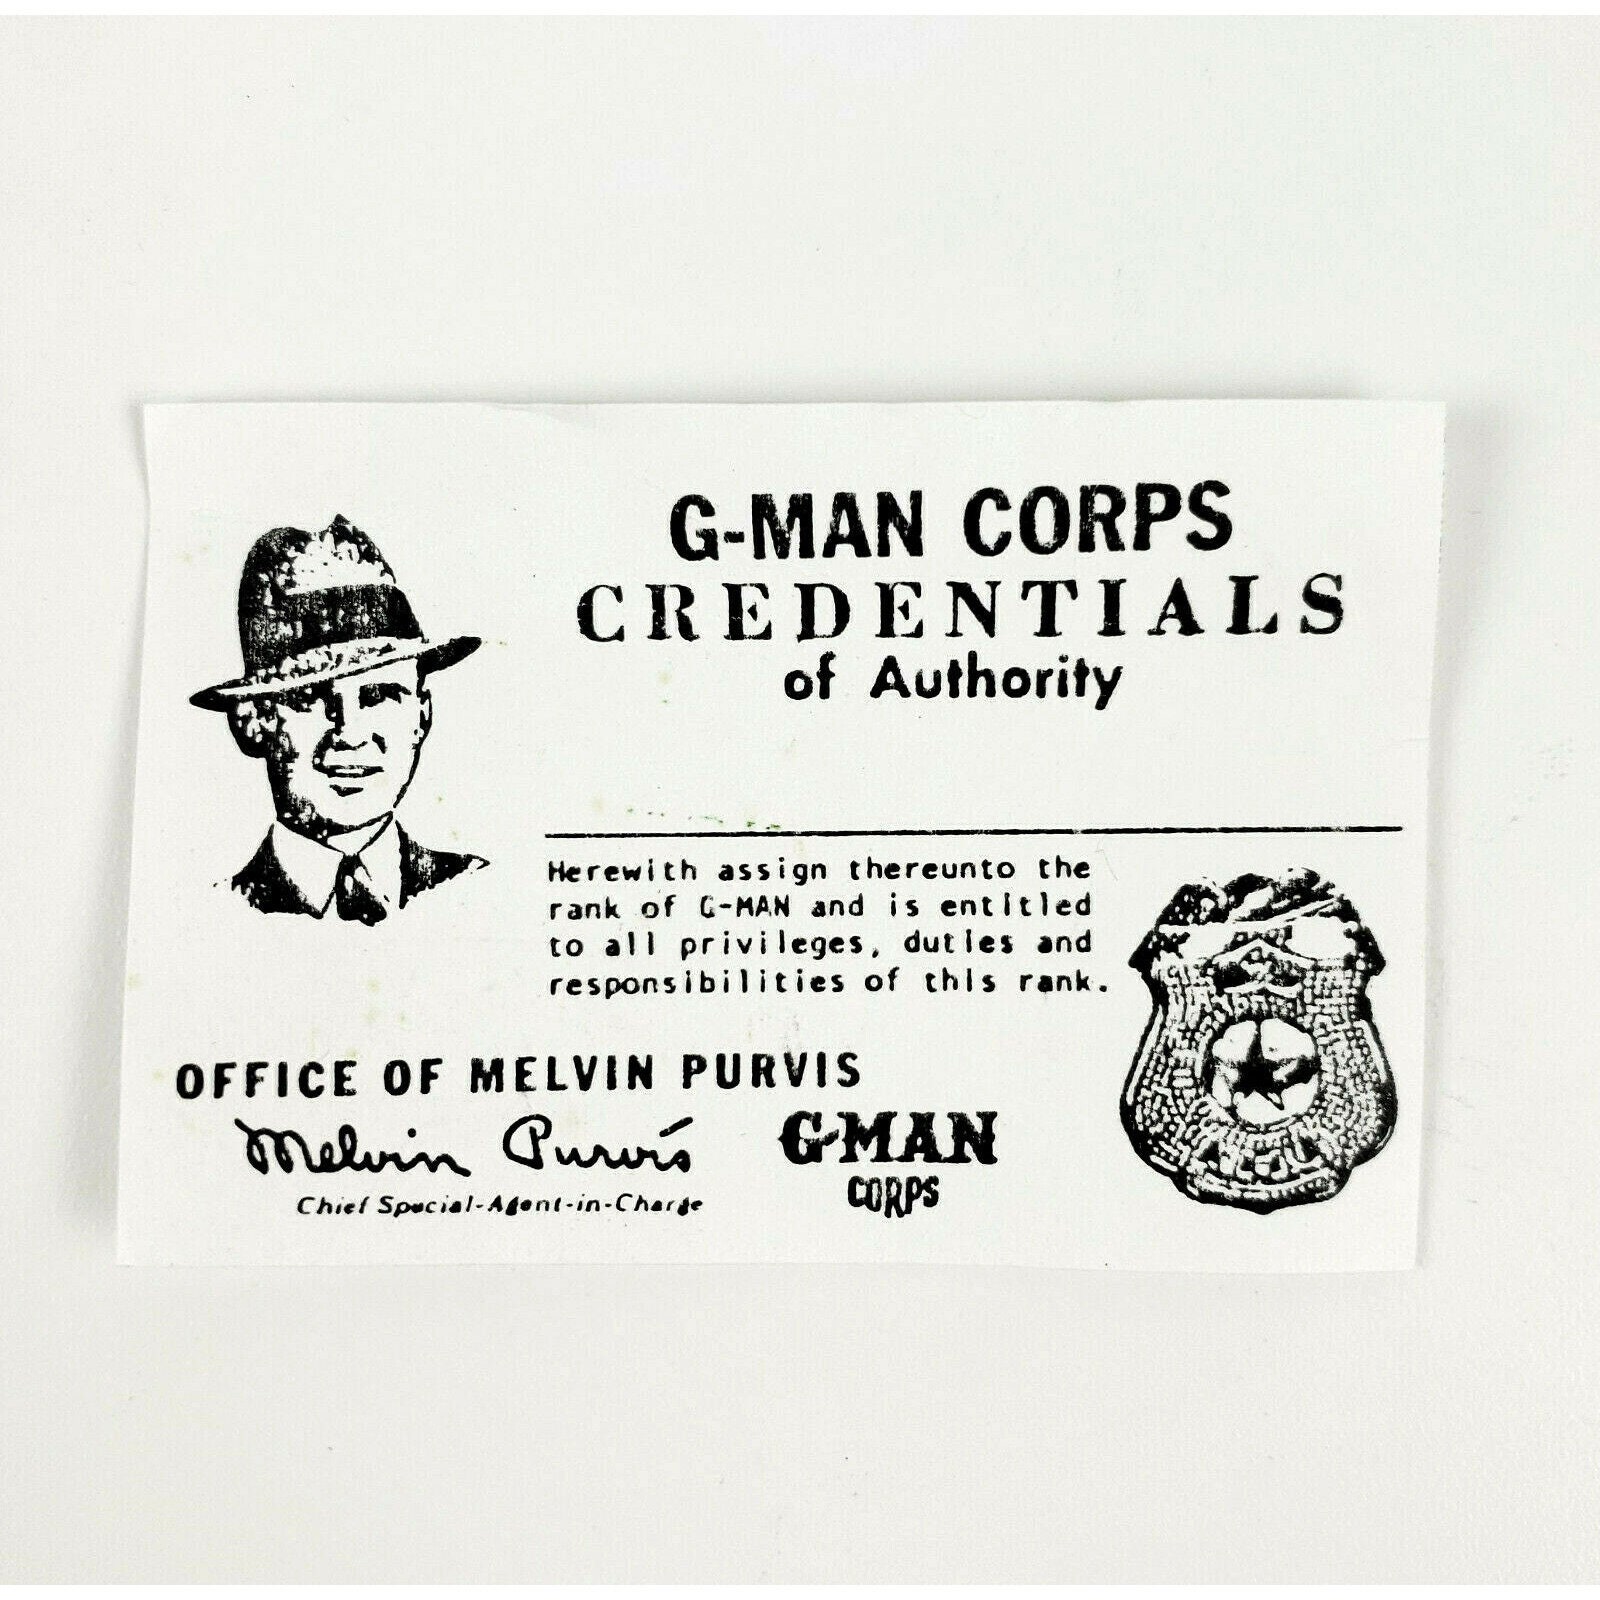 G-MAN CORPS
CREDENTIALS
of Authority
Herewith assign thereunto the
rank of G-MAN and is entitled
to all privileges, duties and
responsibilities of this rank.
OFFICE OF MELVIN PURVIS
Melvin Purvis
Chief Special-Agent-in-Charge
G-MAN
CORPS